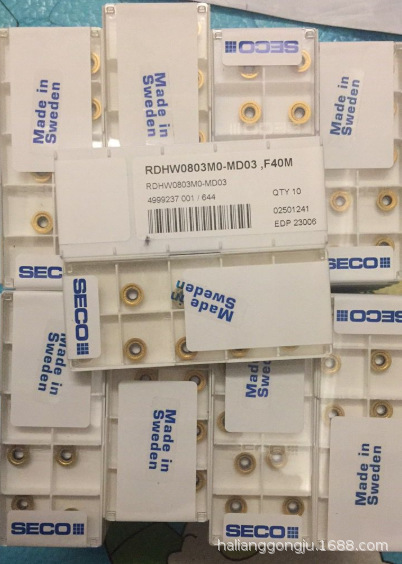 Made in
Sweden
Made in
Sweden
SECO
Made in
Sweden
RDHW0803M0-MD03 ,F40M
RDHW0803M0-MD03
QTY 10
4999237 001 / 644
02501241
EDP 23006
SECO
SECO
SECO
Made in
Sweden
SECO
Made in
Sweden
Made in
Sweden
Made in
Made in
Sweden
SECO
SECO
halianggongju.1688.com